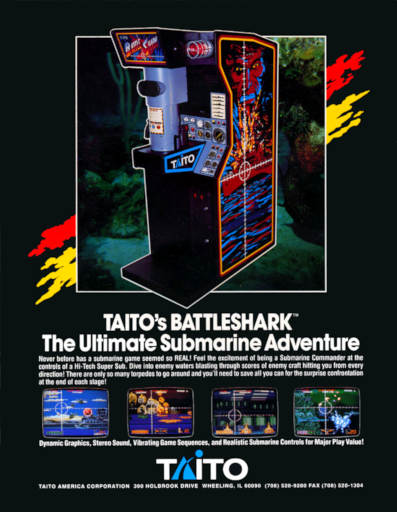 TAITO
BATTLE SHARK
TAITO
TAITO's BATTLESHARK™
The Ultimate Submarine Adventure
Never before has a submarine game seemed so REAL! Feel the excitement of being a Submarine Commander at the
controls of a Hi-Tech Super Sub. Dive into enemy waters blasting through scores of enemy craft hitting you from every
direction! There are only so many torpedoes to go around and you'll need to save all you can for the surprise confrontation
at the end of each stage!
Dynamic Graphics, Stereo Sound, Vibrating Game Sequences, and Realistic Submarine Controls for Major Play Value!
TAITO
TAITO AMERICA CORPORATION 390 HOLBROOK DRIVE WHEELING, IL 60090 (708) 520-9280 FAX (708) 520-1304